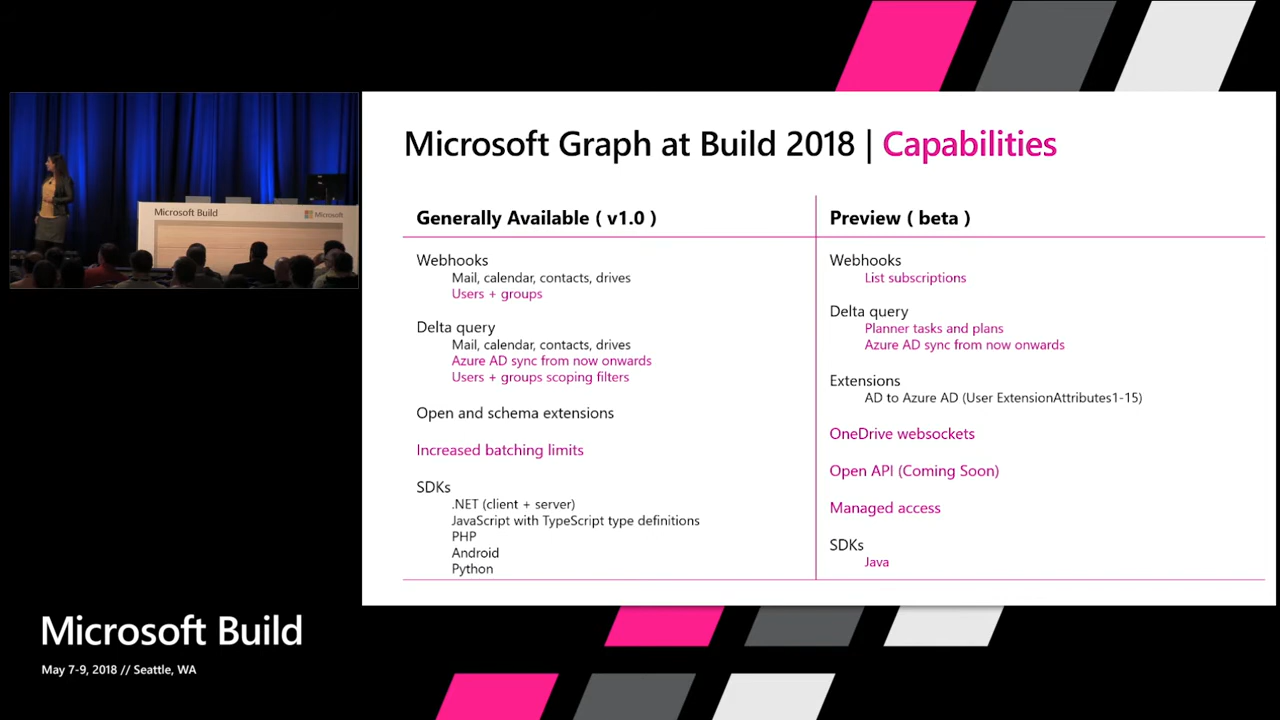 Microsoft Build
Microsoft
Microsoft Graph at Build 2018 | Capabilities
Generally Available ( v1.0 )
Webhooks
Mail, calendar, contacts, drives
Users + groups
Delta query
Mail, calendar, contacts, drives
Azure AD sync from now onwards
Users + groups scoping filters
Open and schema extensions
Increased batching limits
SDKs
.NET (client + server)
JavaScript with TypeScript type definitions
PHP
Android
Python
Preview ( beta )
Webhooks
List subscriptions
Delta query
Planner tasks and plans
Azure AD sync from now onwards
Extensions
AD to Azure AD (User ExtensionAttributes1-15)
OneDrive websockets
Open API (Coming Soon)
Managed access
SDKs
Java
Microsoft Build
May 7-9, 2018 // Seattle, WA